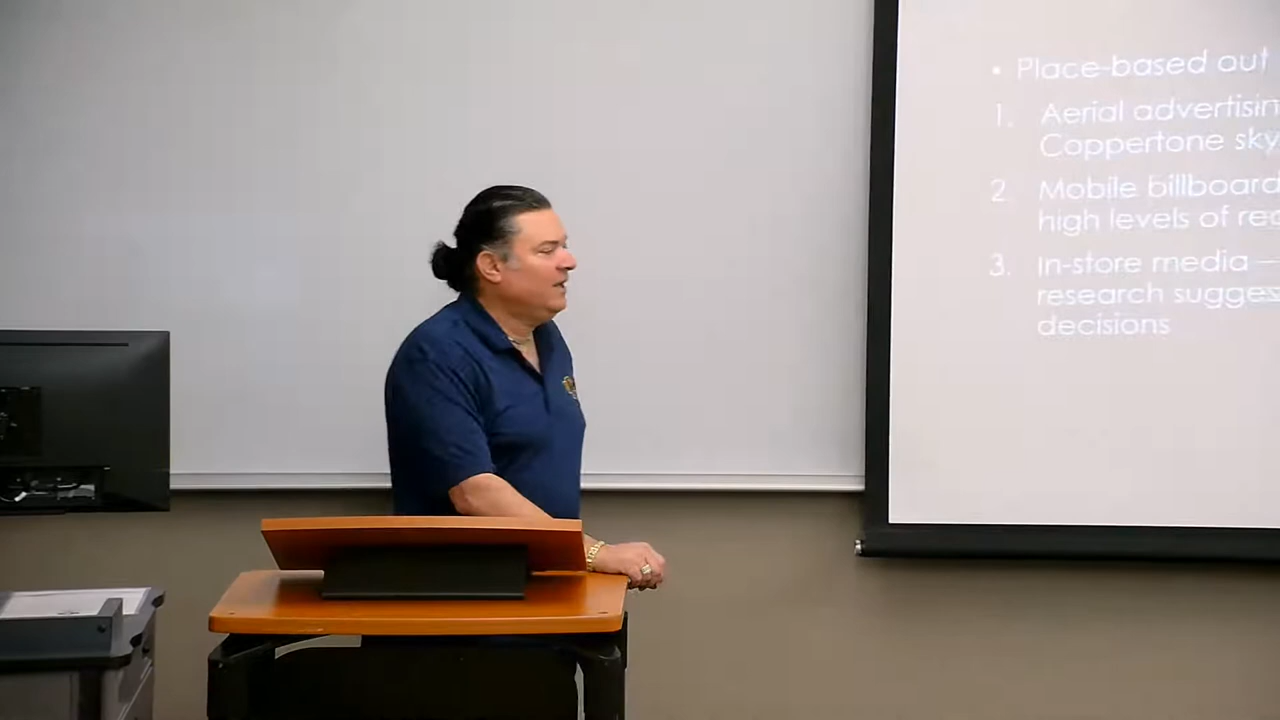 • Place-based out
1. Aerial advertisin
Coppertone sky
2. Mobile billboard
high levels of rec
3. In-store media –
research sugges
decisions